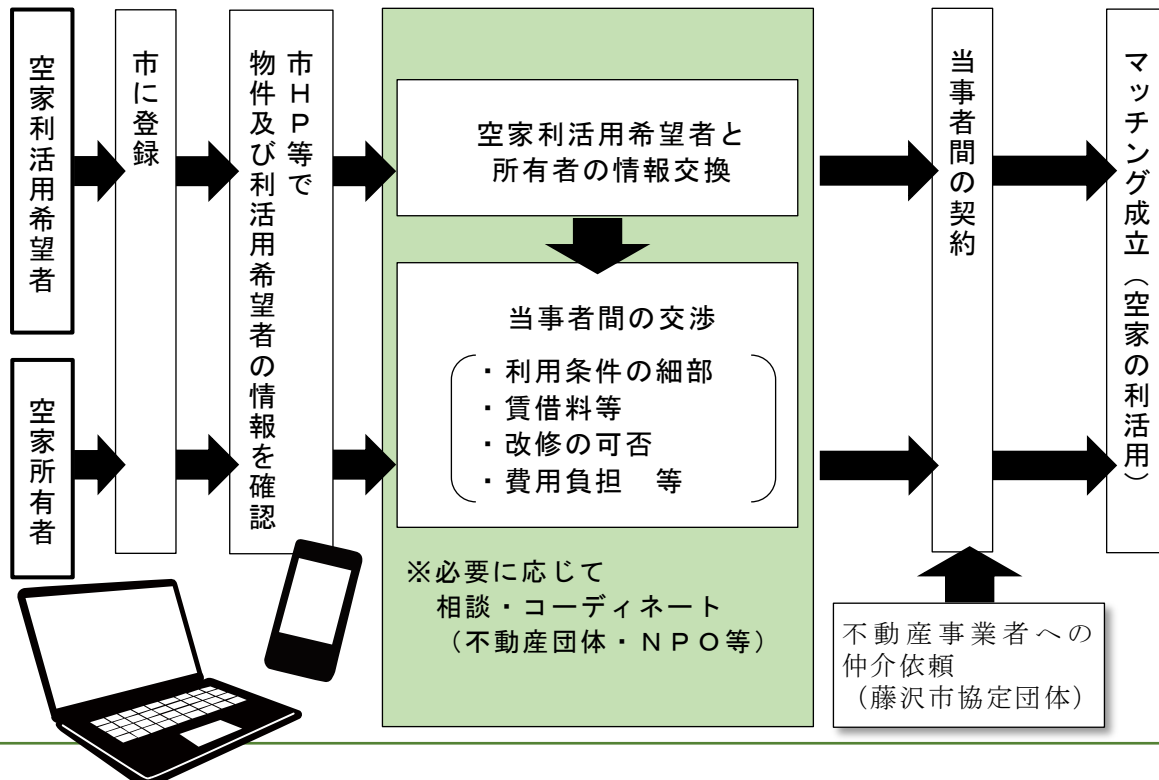 空家利活用希望者
空家所有者
市に登録
市ＨＰ等で
物件及び利活用希望者の情報を確認
空家利活用希望者と
所有者の情報交換
当事者間の交渉
・利用条件の細部
・賃借料等
・改修の可否
・費用負担　等
※必要に応じて
相談・コーディネート
（不動産団体・ＮＰＯ等）
当事者間の契約
不動産事業者への
仲介依頼
（藤沢市協定団体）
マッチング成立（空家の利活用）